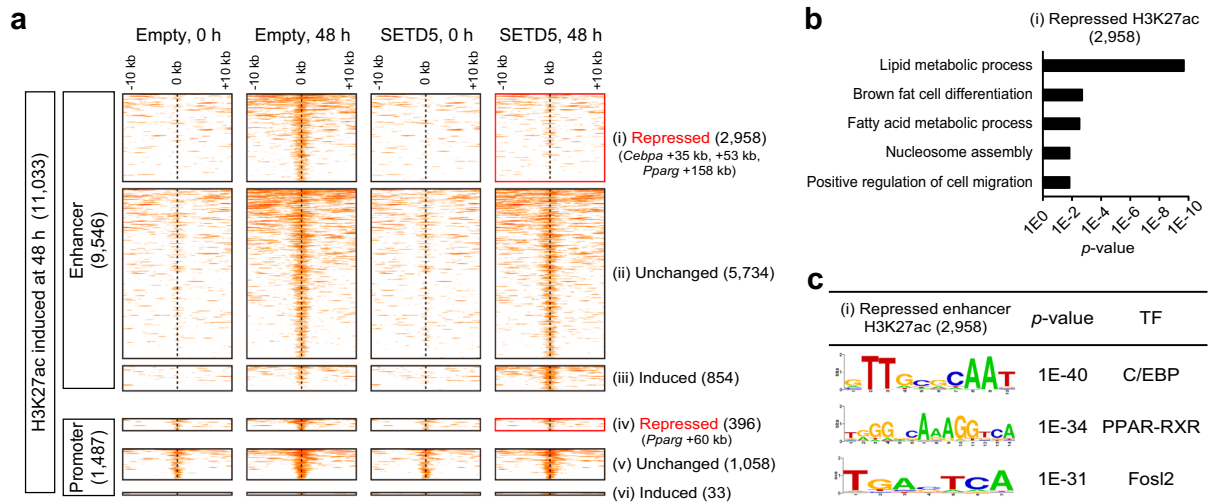 a
Empty, 0 h
Empty, 48 h
SETD5, 0 h
SETD5, 48 h
-10 kb
0 kb
+10 kb
-10 kb
0 kb
+10 kb
-10 kb
0 kb
+10 kb
-10 kb
0 kb
+10 kb
H3K27ac induced at 48 h (11,033)
Enhancer
(9,546)
Promoter
(1,487)
(i) Repressed (2,958)
(Cebpa +35 kb, +53 kb,
Pparg +158 kb)
(ii) Unchanged (5,734)
(iii) Induced (854)
(iv) Repressed (396)
(Pparg +60 kb)
(v) Unchanged (1,058)
(vi) Induced (33)
b
(i) Repressed H3K27ac
(2,958)
Lipid metabolic process
Brown fat cell differentiation
Fatty acid metabolic process
Nucleosome assembly
Positive regulation of cell migration
1E0
1E-2
1E-4
1E-6
1E-8
1E-10
p-value
c
(i) Repressed enhancer
H3K27ac (2,958)
p-value
TF
1E-40
C/EBP
1E-34
PPAR-RXR
1E-31
Fosl2